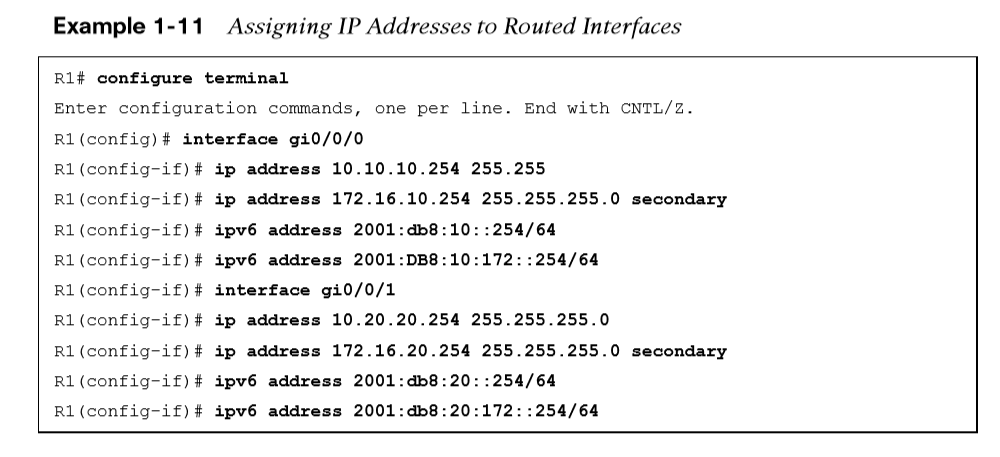 Example 1-11 Assigning IP Addresses to Routed Interfaces
R1# configure terminal
Enter configuration commands, one per line. End with CNTL/Z.
R1(config)# interface gi0/0/0
R1(config-if)# ip address 10.10.10.254 255.255
R1(config-if)# ip address 172.16.10.254 255.255.255.0 secondary
R1(config-if)# ipv6 address 2001:db8:10::254/64
R1(config-if)# ipv6 address 2001:DB8:10:172::254/64
R1(config-if)# interface gi0/0/1
R1(config-if)# ip address 10.20.20.254 255.255.255.0
R1(config-if)# ip address 172.16.20.254 255.255.255.0 secondary
R1(config-if)# ipv6 address 2001:db8:20::254/64
R1(config-if)# ipv6 address 2001:db8:20:172::254/64